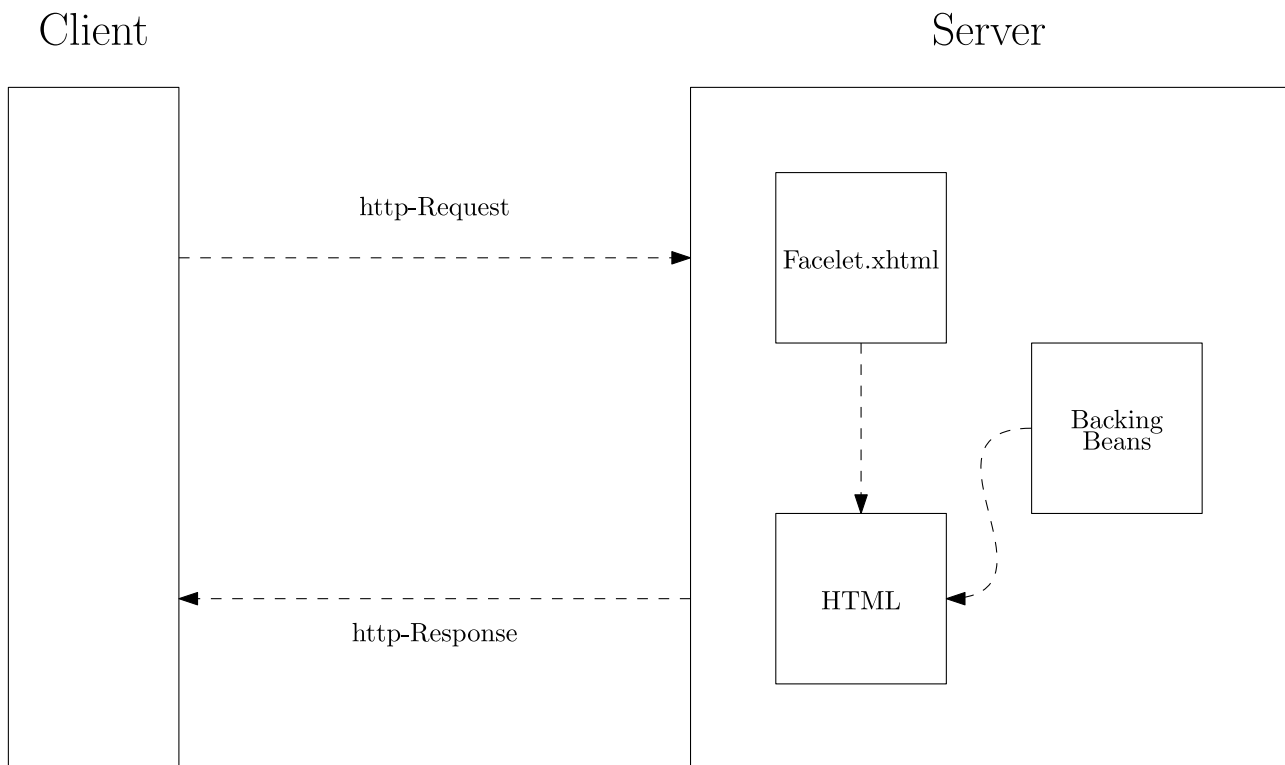 Client
Server
http-Request
Facelet.xhtml
Backing
Beans
HTML
http-Response